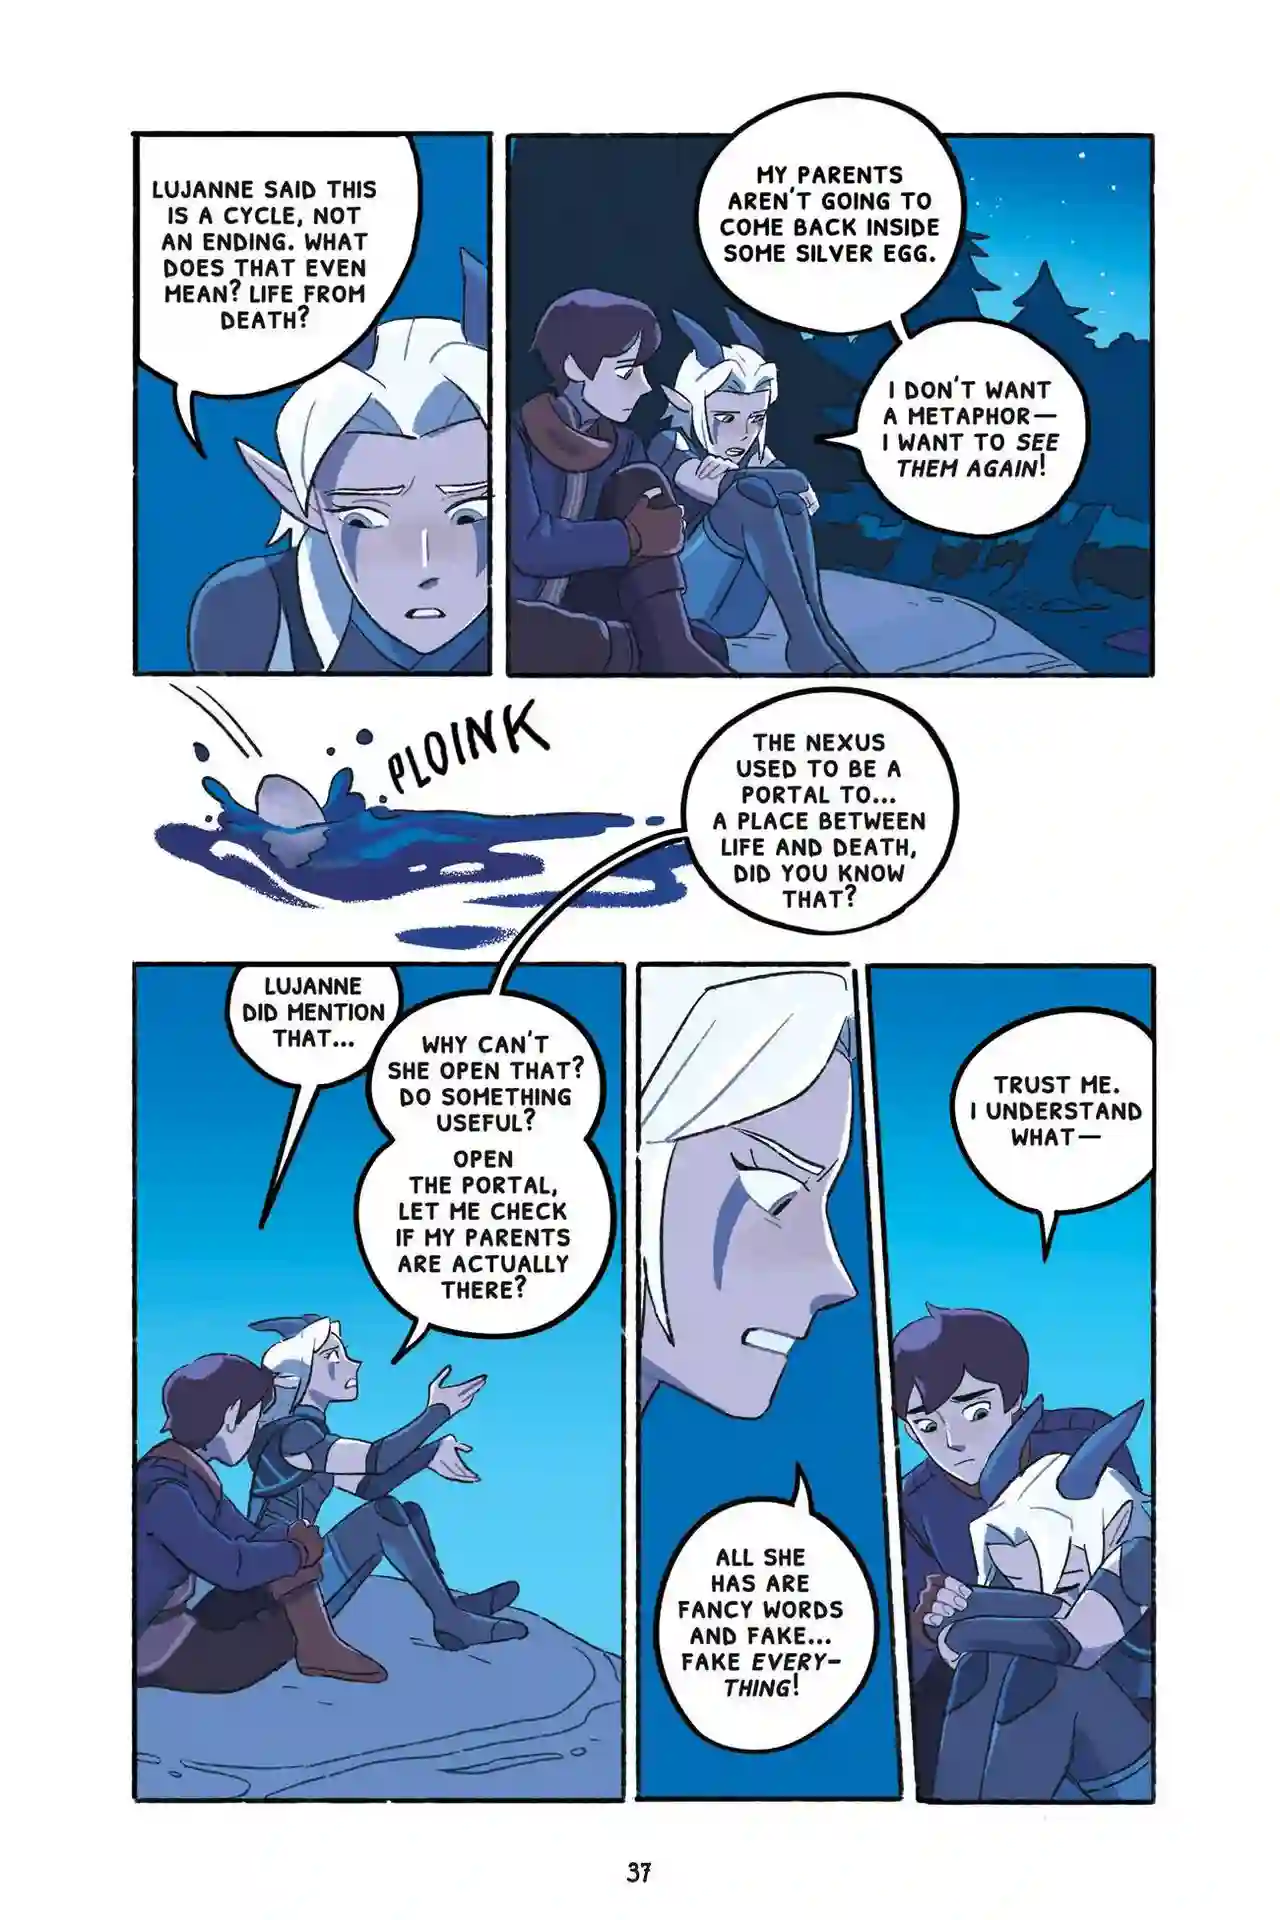 LUJANNE SAID THIS
IS A CYCLE, NOT
AN ENDING. WHAT
DOES THAT EVEN
MEAN? LIFE FROM
DEATH?
MY PARENTS
AREN'T GOING TO
COME BACK INSIDE
SOME SILVER EGG.
I DON'T WANT
A METAPHOR—
I WANT TO SEE
THEM AGAIN!
PLOINK
THE NEXUS
USED TO BE A
PORTAL TO...
A PLACE BETWEEN
LIFE AND DEATH,
DID YOU KNOW
THAT?
LUJANNE
DID MENTION
THAT...
WHY CAN'T
SHE OPEN THAT?
DO SOMETHING
USEFUL?
OPEN
THE PORTAL,
LET ME CHECK
IF MY PARENTS
ARE ACTUALLY
THERE?
ALL SHE
HAS ARE
FANCY WORDS
AND FAKE...
FAKE EVERY-
THING!
TRUST ME.
I UNDERSTAND
WHAT—
37